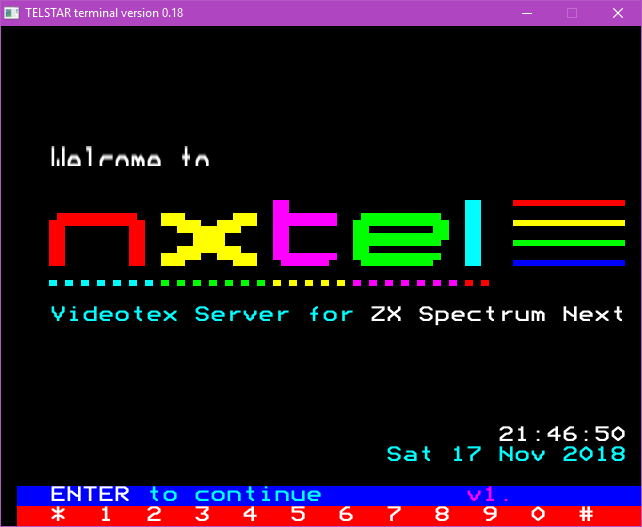 TELSTAR terminal version 0.18
Welcome to
nxtel
Videotex Server for ZX Spectrum Next
21:46:50
Sat 17 Nov 2018
ENTER to continue v1.
* 1 2 3 4 5 6 7 8 9 0 #